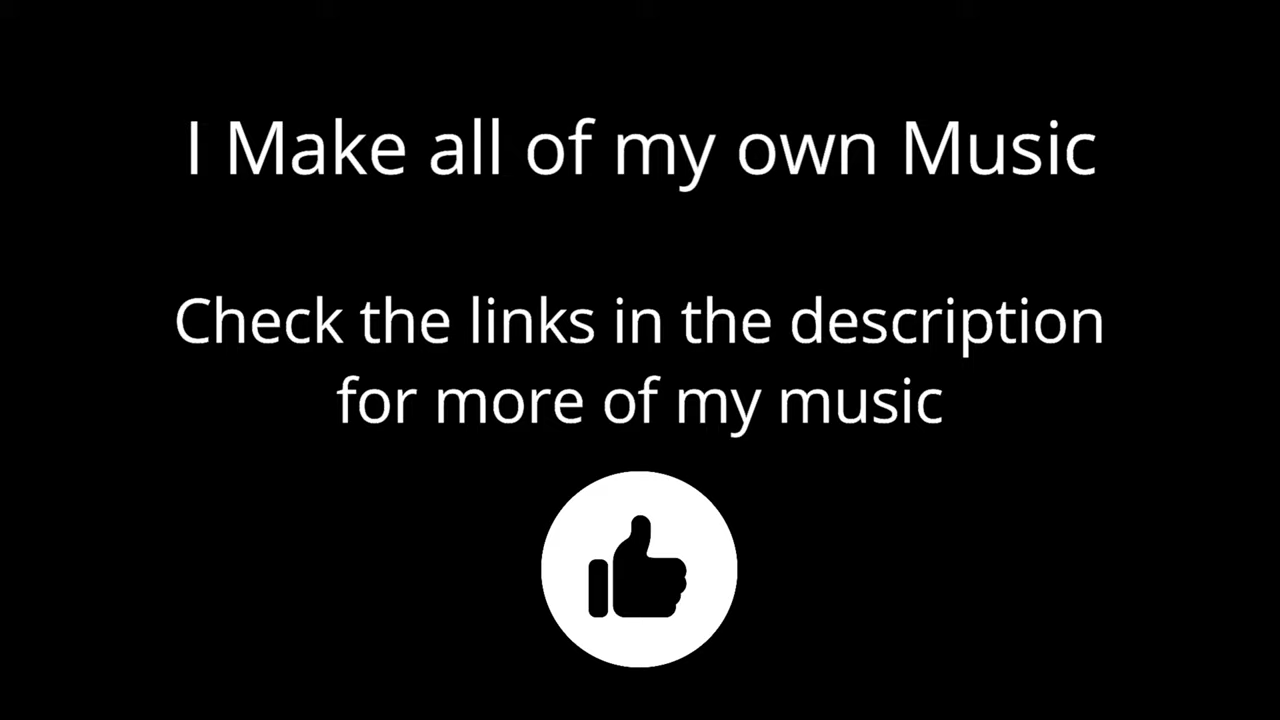 I Make all of my own Music
Check the links in the description
for more of my music